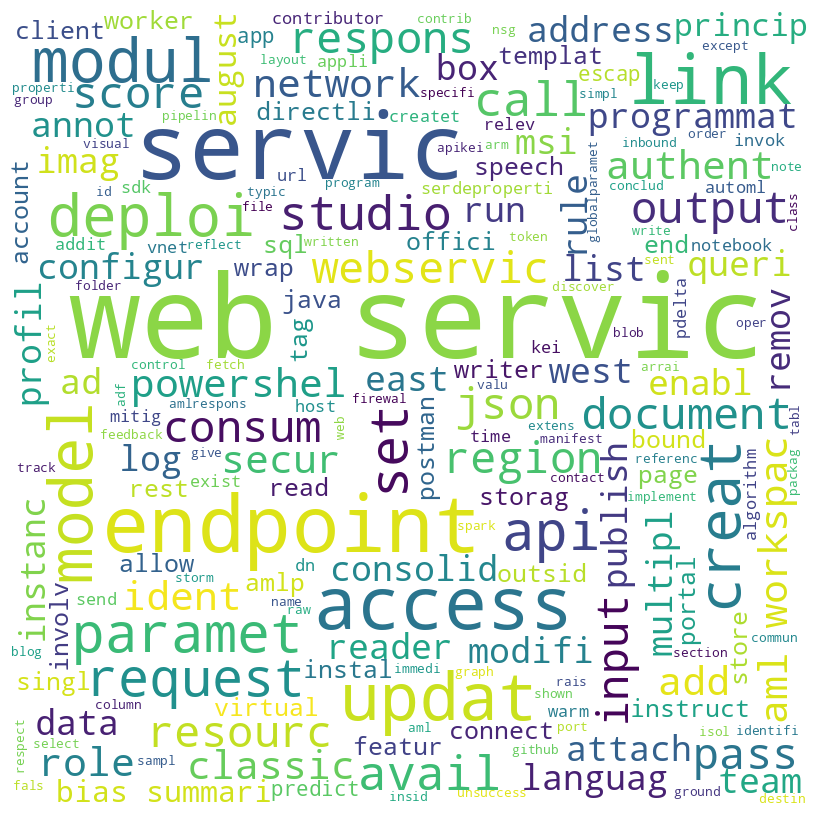 client worker contributor contrib nsg address princip
modul respons app layout appli box templat except link
score august network call escap keep
properti group pipelin directli specifi createt simpl programmat
annot servic visual url apikei relev arm msi inbound order invok
imag sdk id typic program speech authent conclud automl note
account deploi file studio run serdeproperti rule globalparamet output class
addit vnet reflect sql written offici token write end notebook
configur wrap webservic list sent queri
folder web servic java discover blob pdelta oper remov
profil exact tag kei arrai
control fetch east writer west enabl tabl
ad adf powershel host firewal valu json document
mitig amlrespons extens
model feedback consum web set postman time manifest bound referenc
track log give secur region contact page algorithm packag
rest exist read storag implement
instanc endpoint spark api publish creat workspac
allow dn consolid outsid multipl portal
storm amlp
send ident name access input
involv raw commun
blog paramet reader modifi section store
request instal immedi graph add aml
singl virtual updat shown rais warm instruct
column data resourc aml connect port isol identifi
respect select role sampl featur github attach pass
classic avail languag team
fals bias summari predict insid unsuccess ground destin